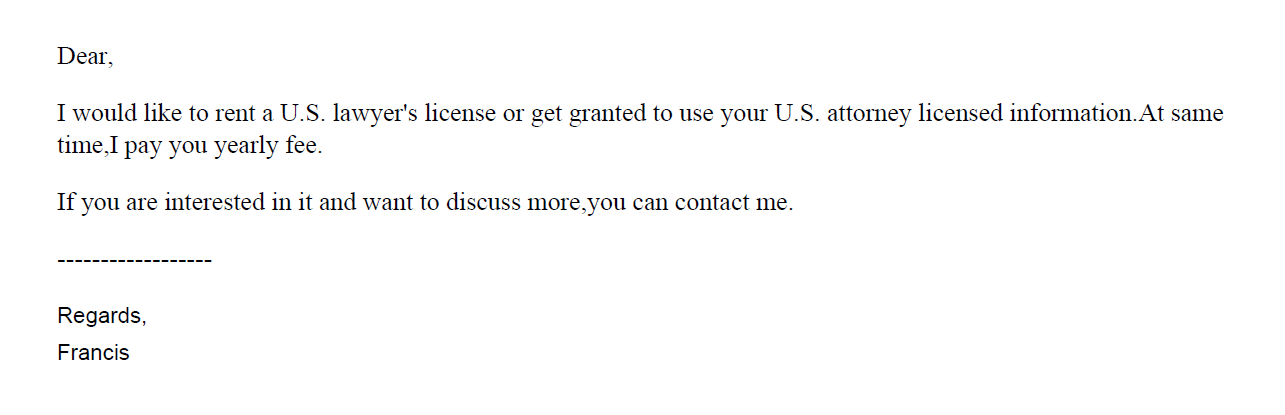 Dear,
I would like to rent a U.S. lawyer's license or get granted to use your U.S. attorney licensed information.At same
time,I pay you yearly fee.
If you are interested in it and want to discuss more,you can contact me.
------------------
Regards,
Francis